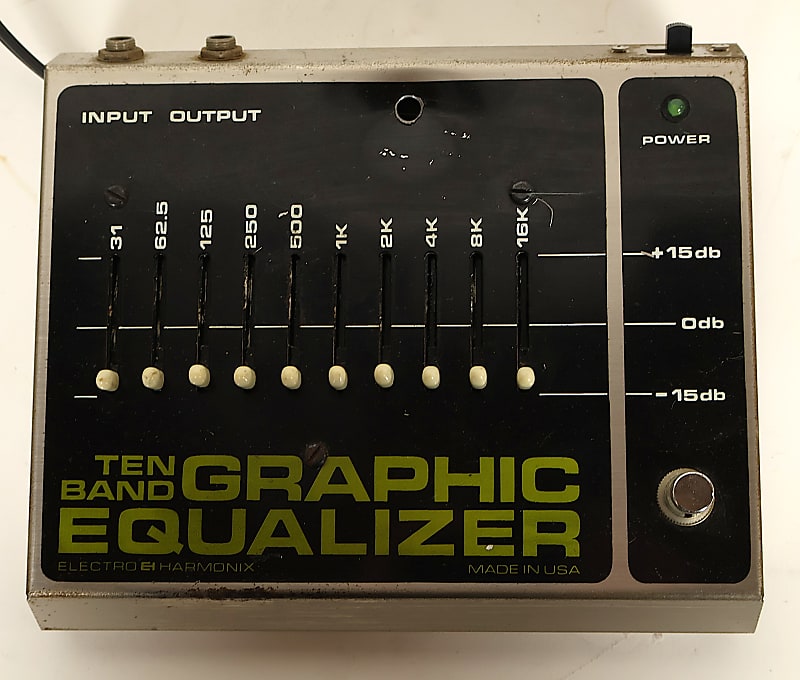 INPUT OUTPUT
POWER
31 62.5 125 250 500 1K 2K 4K 8K 16K
+15db
0db
-15db
TEN BAND GRAPHIC
EQUALIZER
ELECTRO EH HARMONIX MADE IN USA